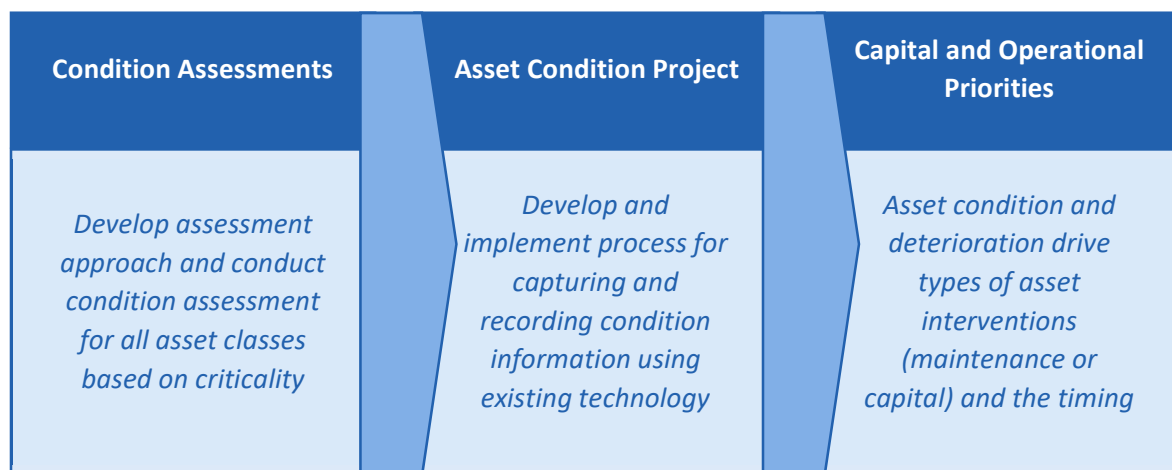 Condition Assessments
Develop assessment
approach and conduct
condition assessment
for all asset classes
based on criticality
Asset Condition Project
Develop and
implement process for
capturing and
recording condition
information using
existing technology
Capital and Operational
Priorities
Asset condition and
deterioration drive
types of asset
interventions
(maintenance or
capital) and the timing